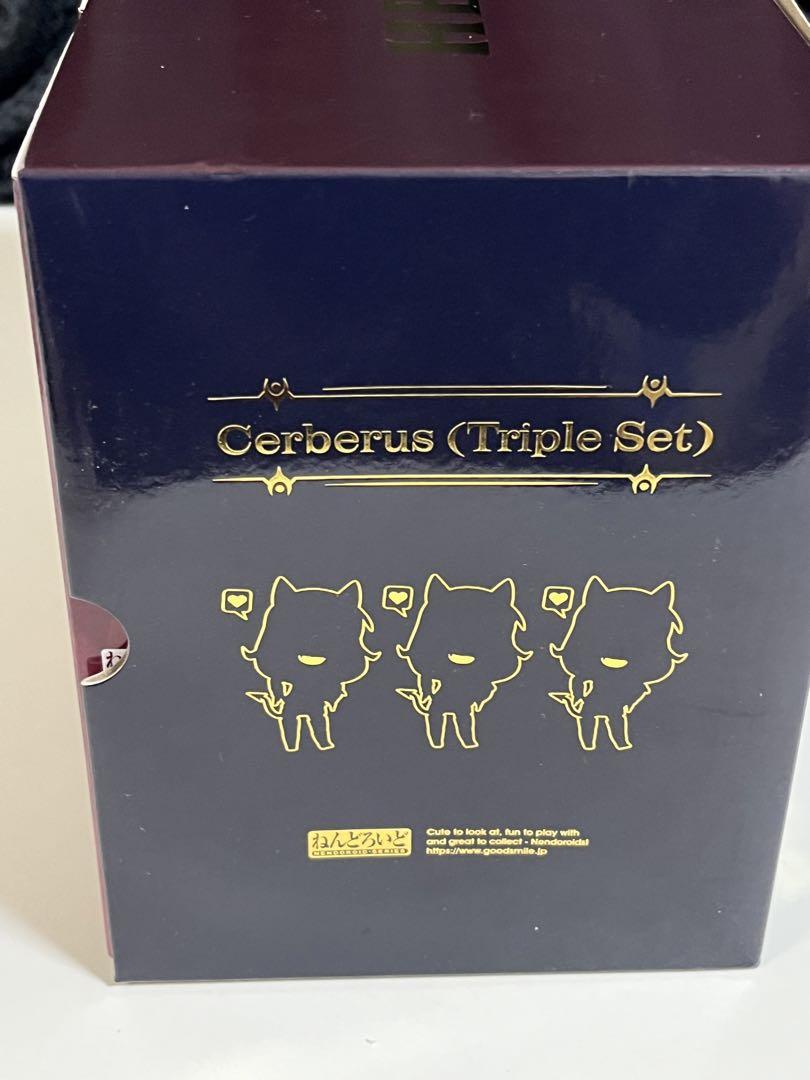 Cerberus (Triple Set)
わ
ねんどろいど
NENDOROID SERIES
Cute to look at, fun to play with
and great to collect - Nendoroids!
https://www.goodsmile.jp